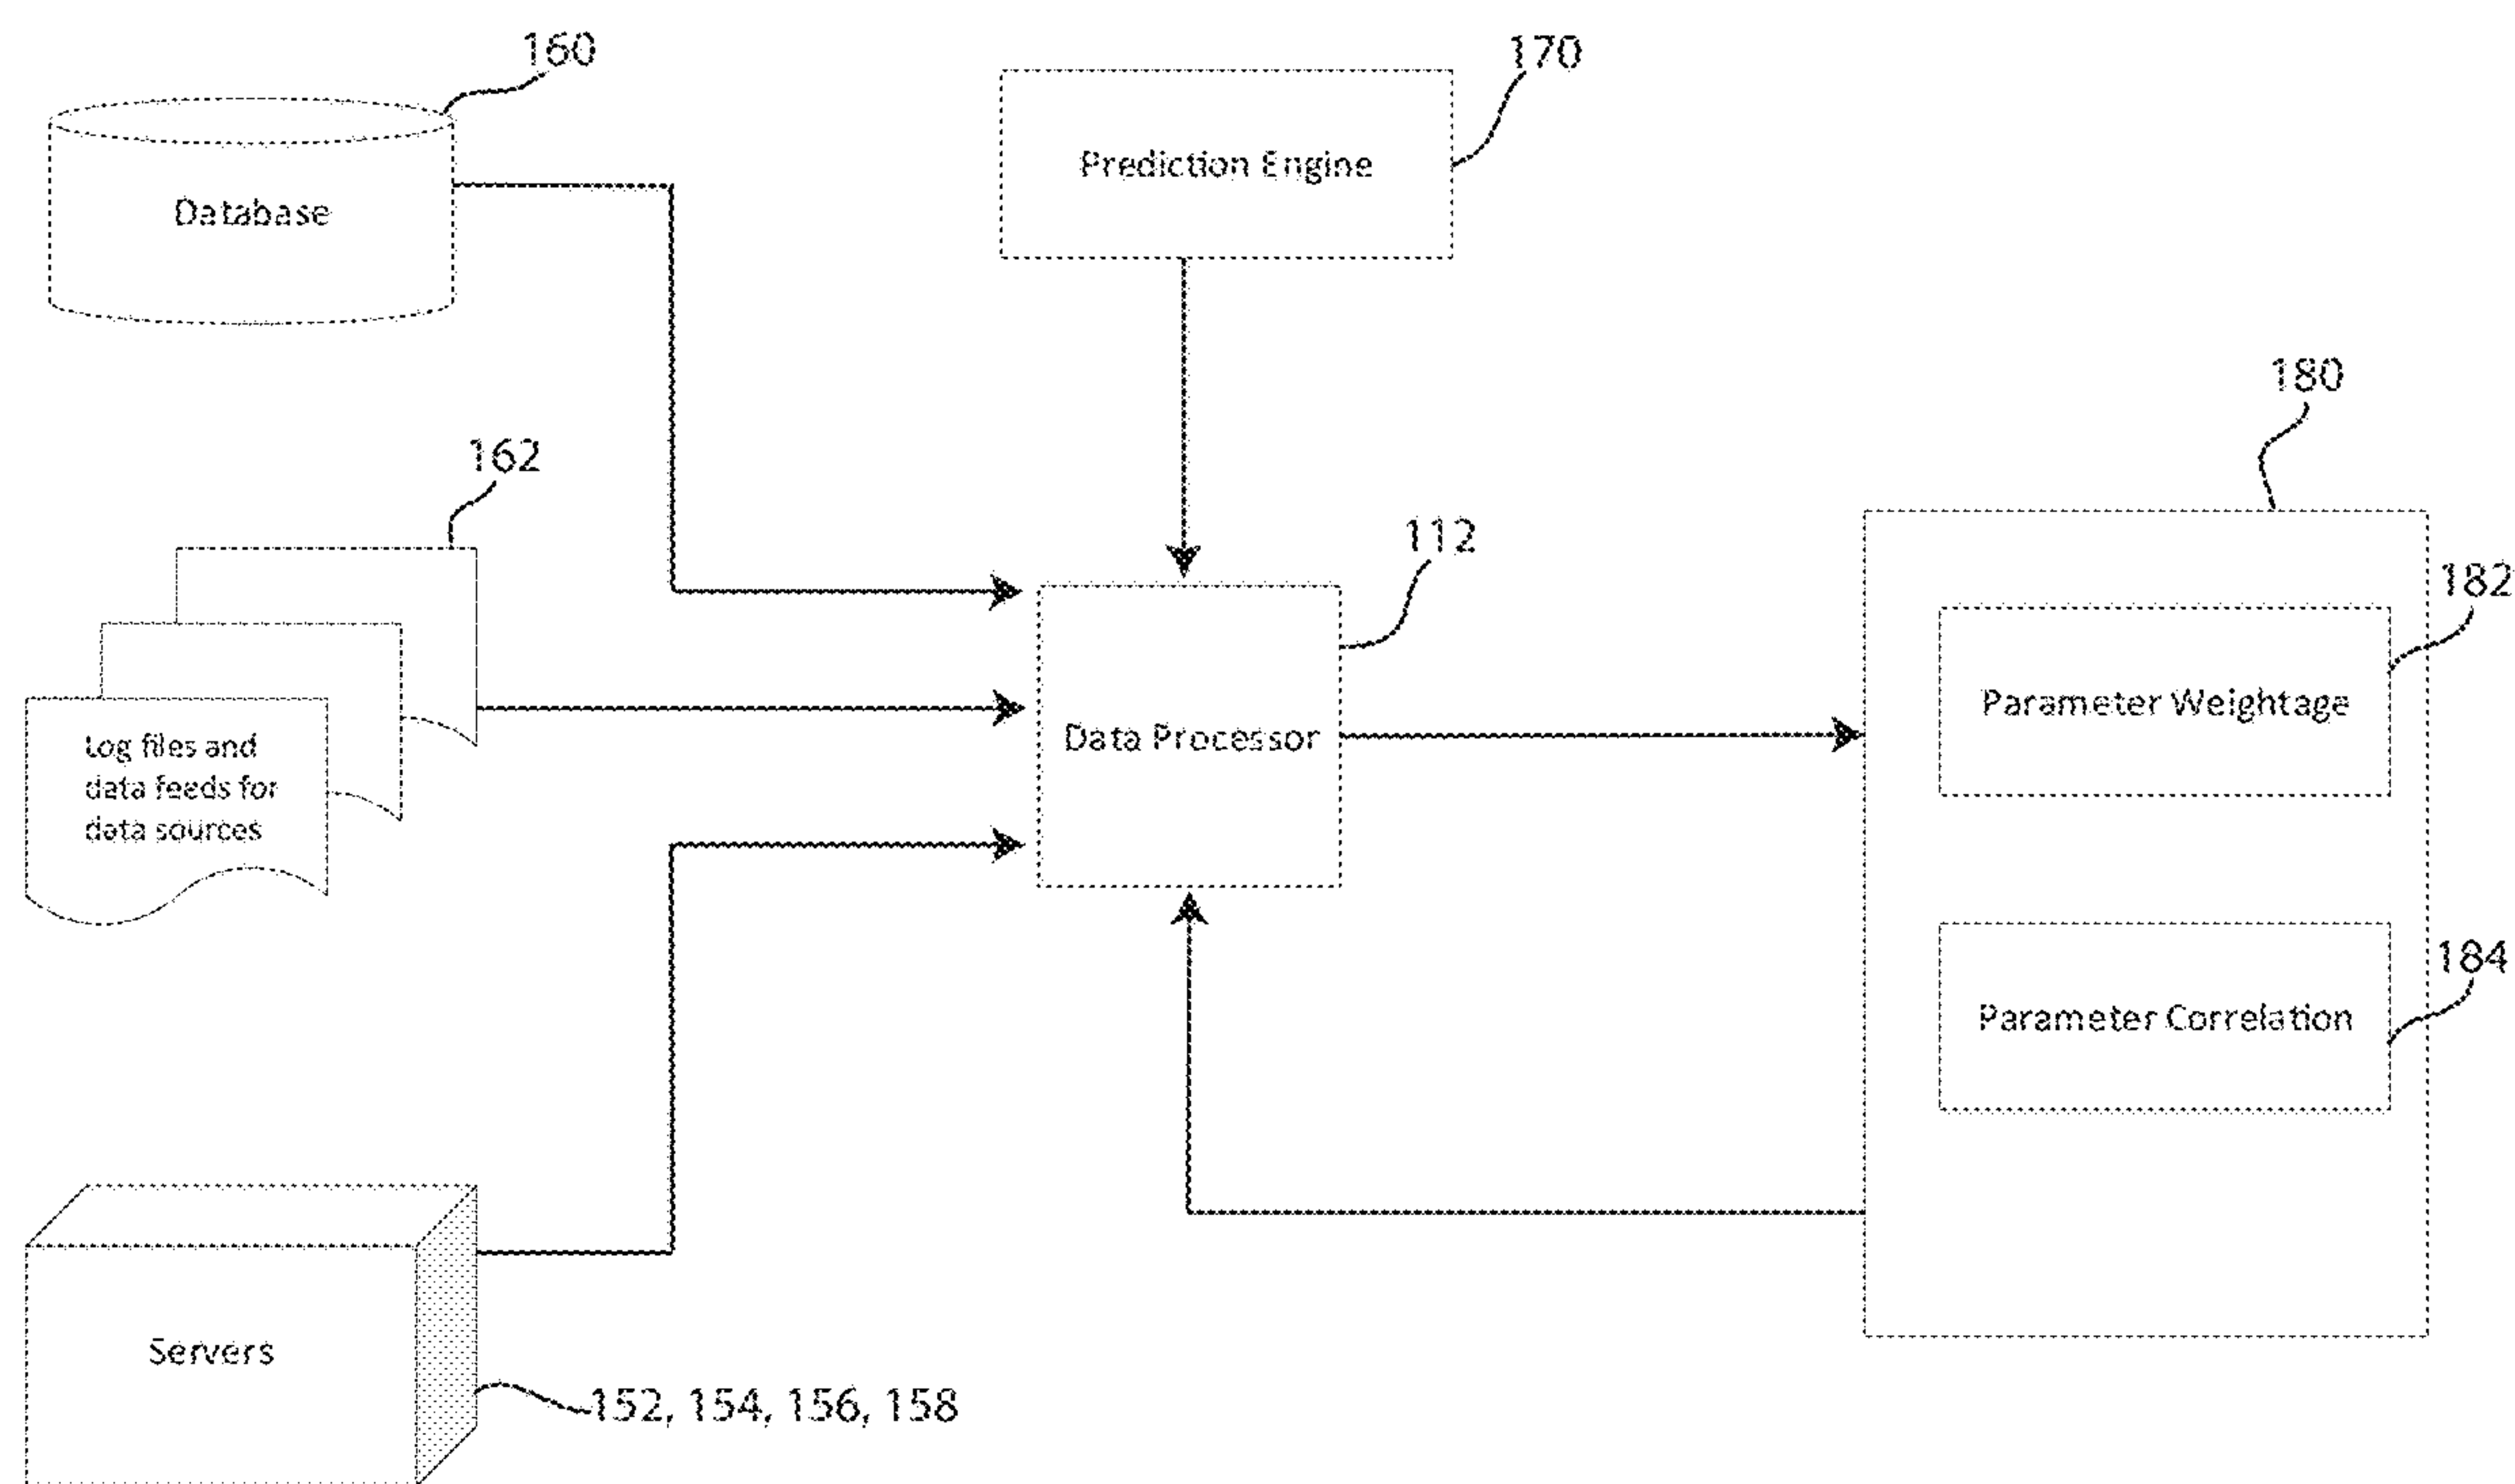 160
170
Prediction Engine
Database
180
162
112
182
Parameter Weightage
Data Processor
Log files and
data feeds for
data sources
184
Parameter Correlation
Servers
152, 154, 156, 158